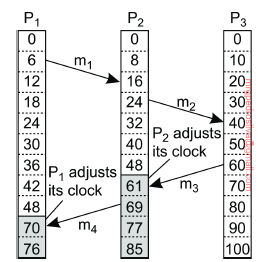 P1 P2 P3
0 0 0
6 8 10
m1
12 16 20
18 24 30
m2
24 32 40
30 40 50
P2 adjusts
its clock
36 48 60
P1 adjusts
its clock
42 61 70
m3
48 69 80
70 77 90
m4
76 85 100